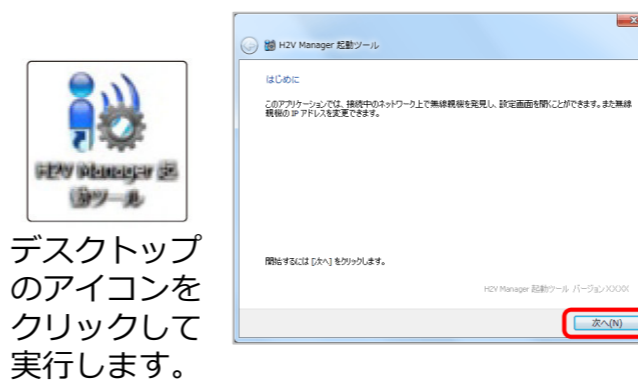 H2V Manager 起
動ツール
デスクトップ
のアイコンを
クリックして
実行します。
H2V Manager 起動ツール
はじめに
このアプリケーションでは、接続中のネットワーク上で無線親機を発見し、設定画面を開くことができます。また無線
親機の IP アドレスを変更できます。
開始するには [次へ] をクリックします。
H2V Manager 起動ツール バージョンXXXX
次へ(N)